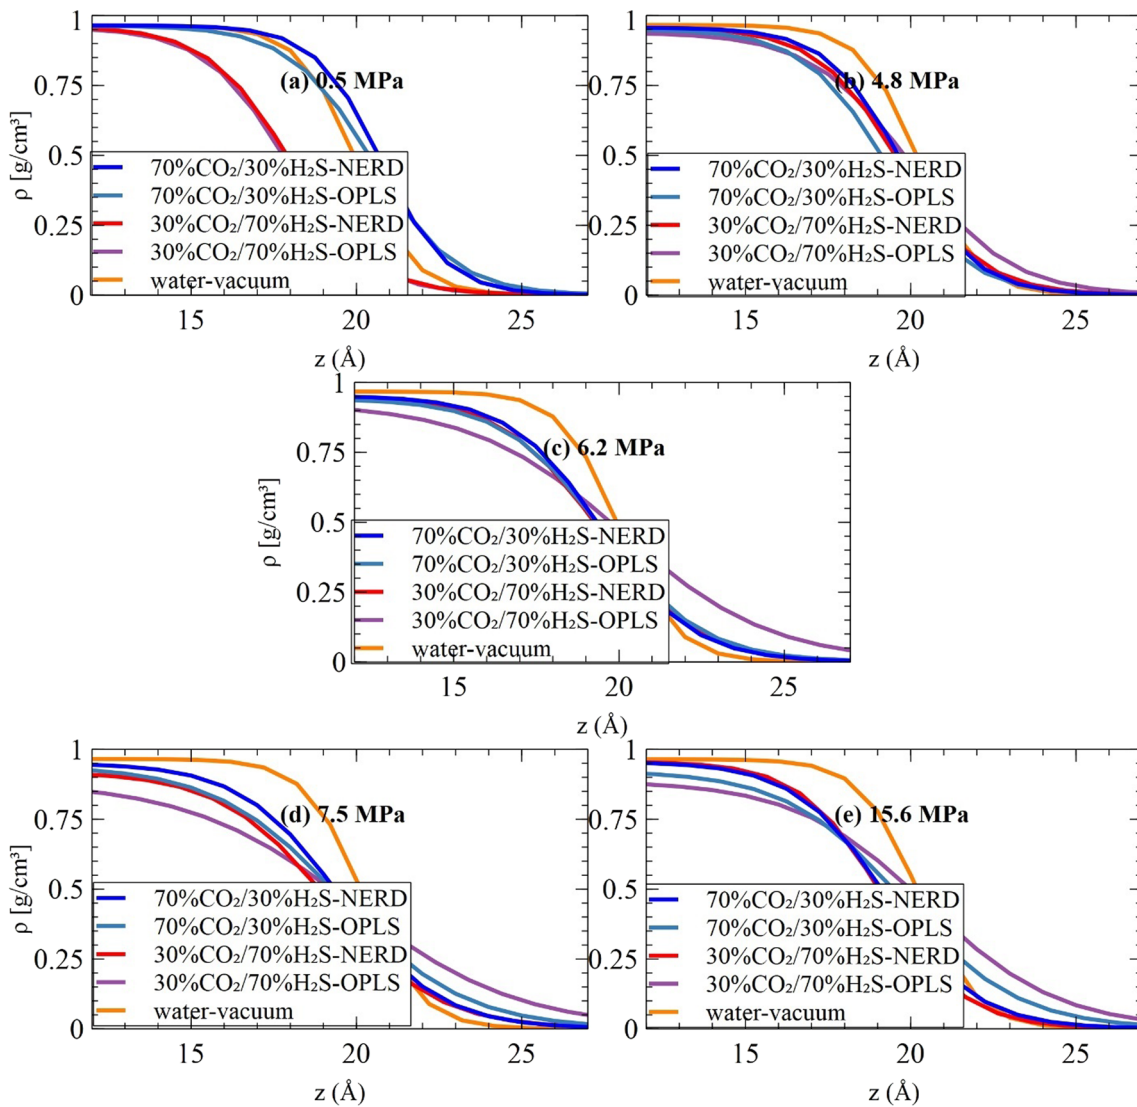 1
0.75
0.5
0.25
0
ρ [g/cm³]
(a) 0.5 MPa
70%CO₂/30%H₂S-NERD
70%CO₂/30%H₂S-OPLS
30%CO₂/70%H₂S-NERD
30%CO₂/70%H₂S-OPLS
water-vacuum
15 20 25
z (Å)
1
0.75
0.5
0.25
0
(b) 4.8 MPa
70%CO₂/30%H₂S-NERD
70%CO₂/30%H₂S-OPLS
30%CO₂/70%H₂S-NERD
30%CO₂/70%H₂S-OPLS
water-vacuum
15 20 25
z (Å)
1
0.75
0.5
0.25
0
ρ [g/cm³]
(c) 6.2 MPa
70%CO₂/30%H₂S-NERD
70%CO₂/30%H₂S-OPLS
30%CO₂/70%H₂S-NERD
30%CO₂/70%H₂S-OPLS
water-vacuum
15 20 25
z (Å)
1
0.75
0.5
0.25
0
ρ [g/cm³]
(d) 7.5 MPa
70%CO₂/30%H₂S-NERD
70%CO₂/30%H₂S-OPLS
30%CO₂/70%H₂S-NERD
30%CO₂/70%H₂S-OPLS
water-vacuum
15 20 25
z (Å)
1
0.75
0.5
0.25
0
(e) 15.6 MPa
70%CO₂/30%H₂S-NERD
70%CO₂/30%H₂S-OPLS
30%CO₂/70%H₂S-NERD
30%CO₂/70%H₂S-OPLS
water-vacuum
15 20 25
z (Å)